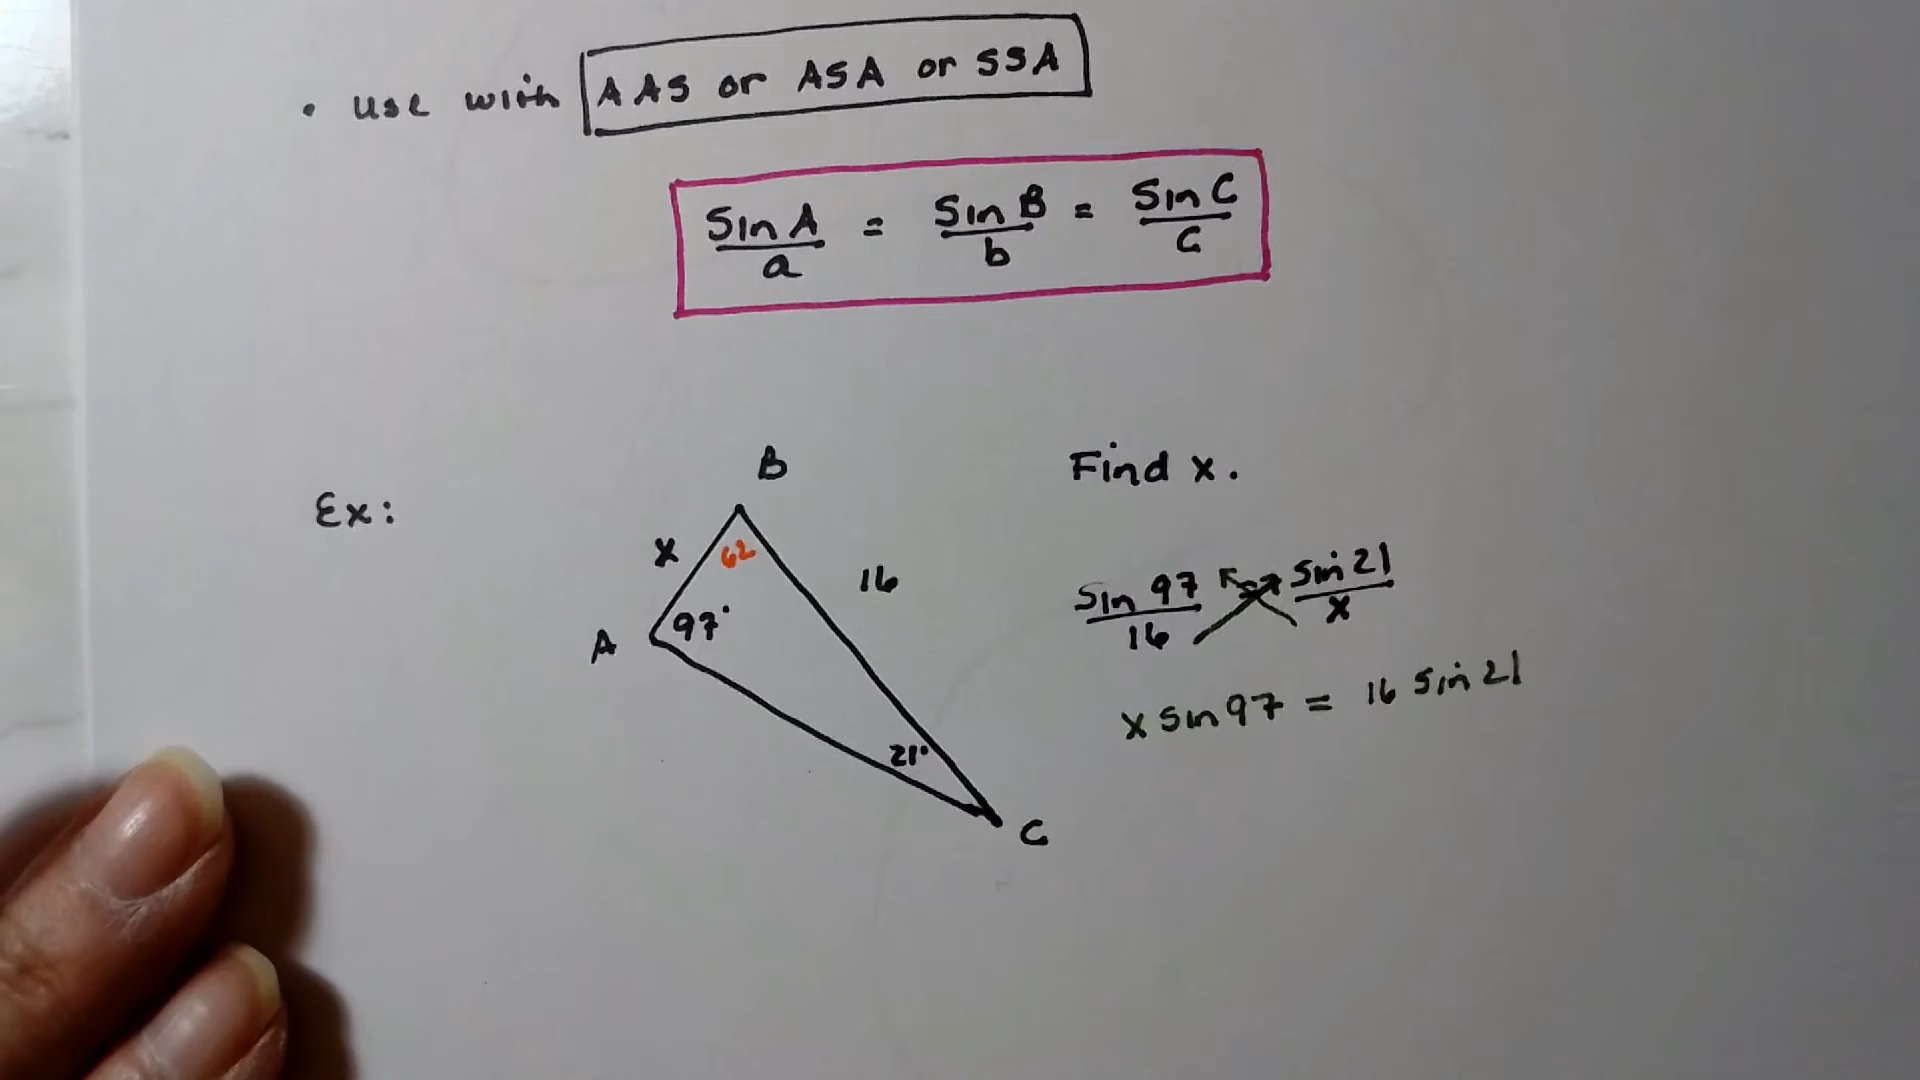 • Use with AAS or ASA or SSA
Sin A / a = Sin B / b = Sin C / c
Ex:
B
Find x.
x
62
16
A
97°
21°
C
Sin 97 / 16 = Sin 21 / x
x sin 97 = 16 sin 21